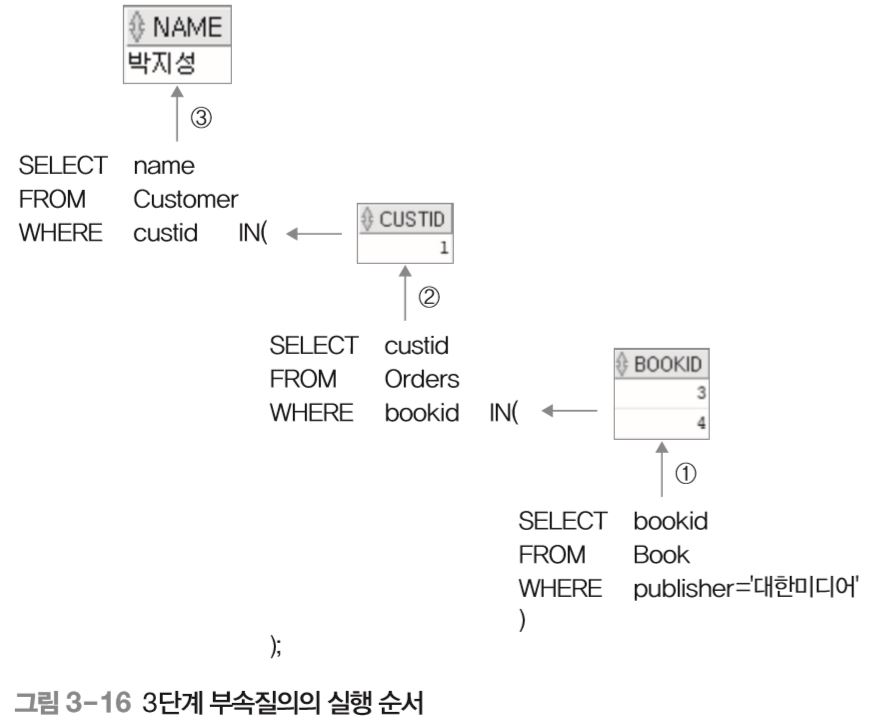 NAME
박지성
③
SELECT name
FROM Customer
WHERE custid IN(
CUSTID
1
②
SELECT custid
FROM Orders
WHERE bookid IN(
BOOKID
3
4
①
SELECT bookid
FROM Book
WHERE publisher='대한미디어'
)
);
그림 3-16 3단계 부속질의의 실행 순서